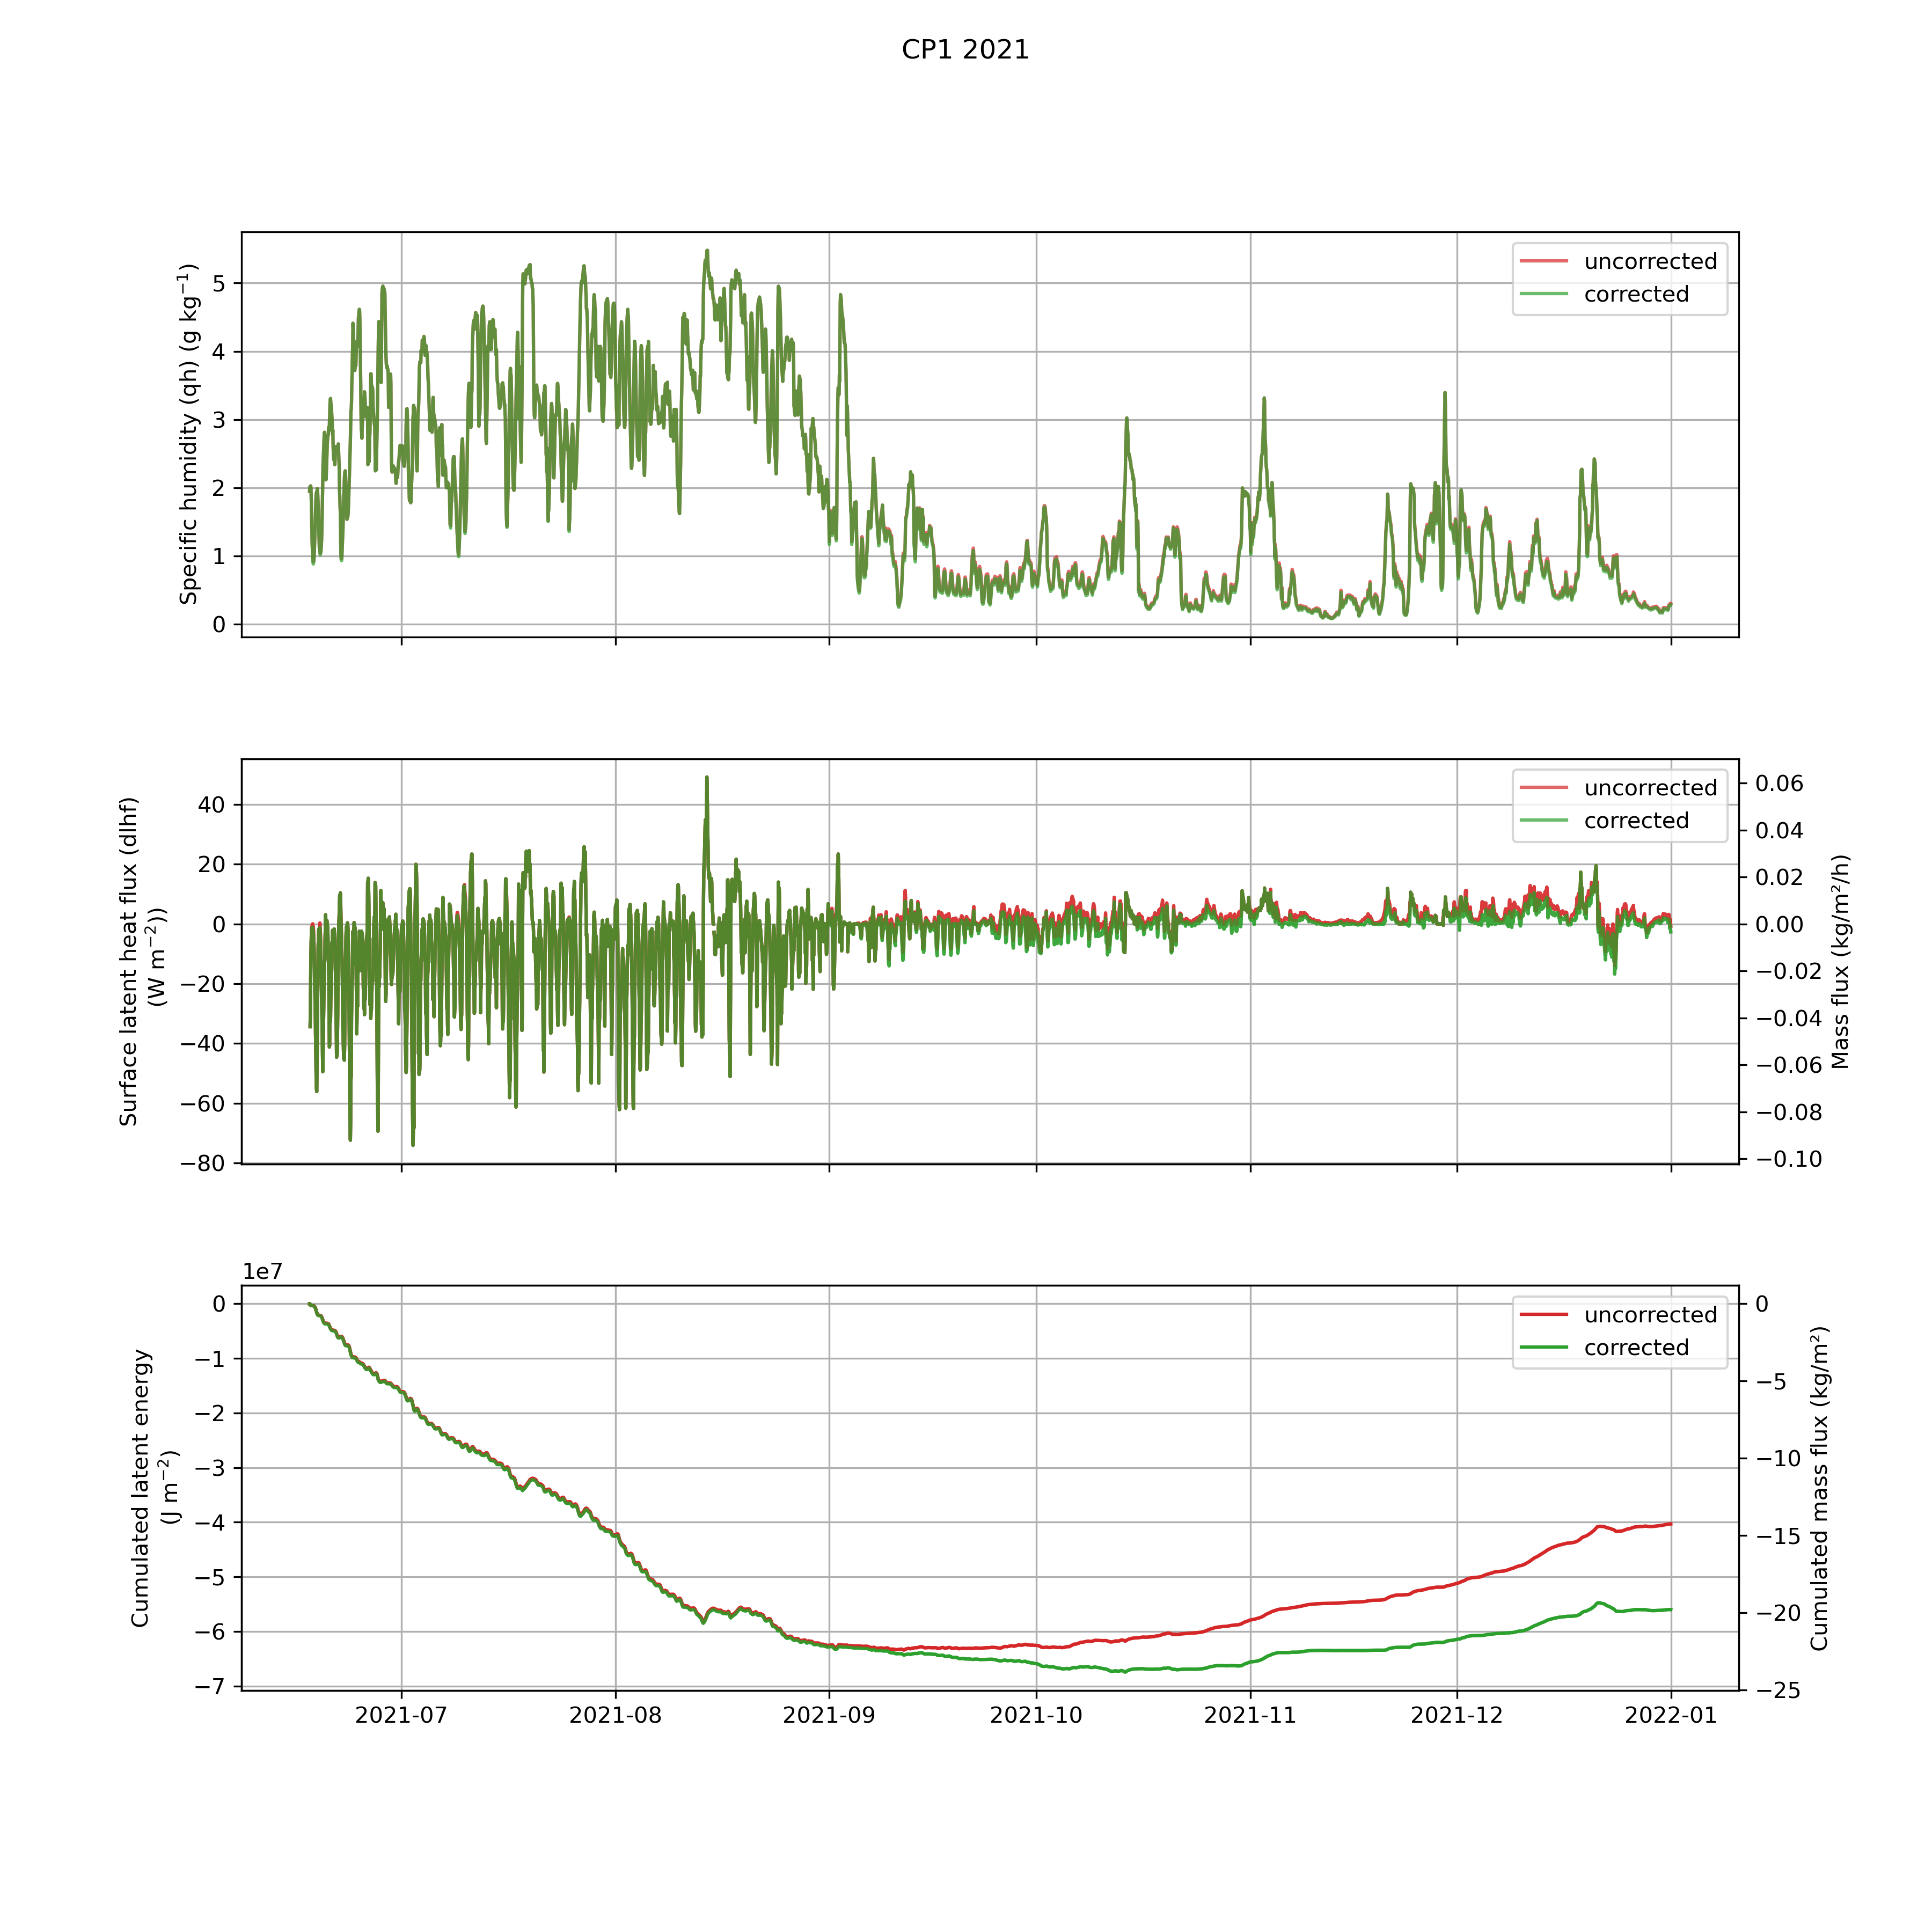 CP1 2021
Specific humidity (qh) (g kg⁻¹)
5
4
3
2
1
0
uncorrected
corrected
Surface latent heat flux (dlhf)
(W m⁻²))
40
20
0
−20
−40
−60
−80
uncorrected
corrected
0.06
0.04
0.02
0.00
−0.02
−0.04
−0.06
−0.08
−0.10
Mass flux (kg/m²/h)
1e7
Cumulated latent energy
(J m⁻²)
0
−1
−2
−3
−4
−5
−6
−7
uncorrected
corrected
0
−5
−10
−15
−20
−25
Cumulated mass flux (kg/m²)
2021-07 2021-08 2021-09 2021-10 2021-11 2021-12 2022-01